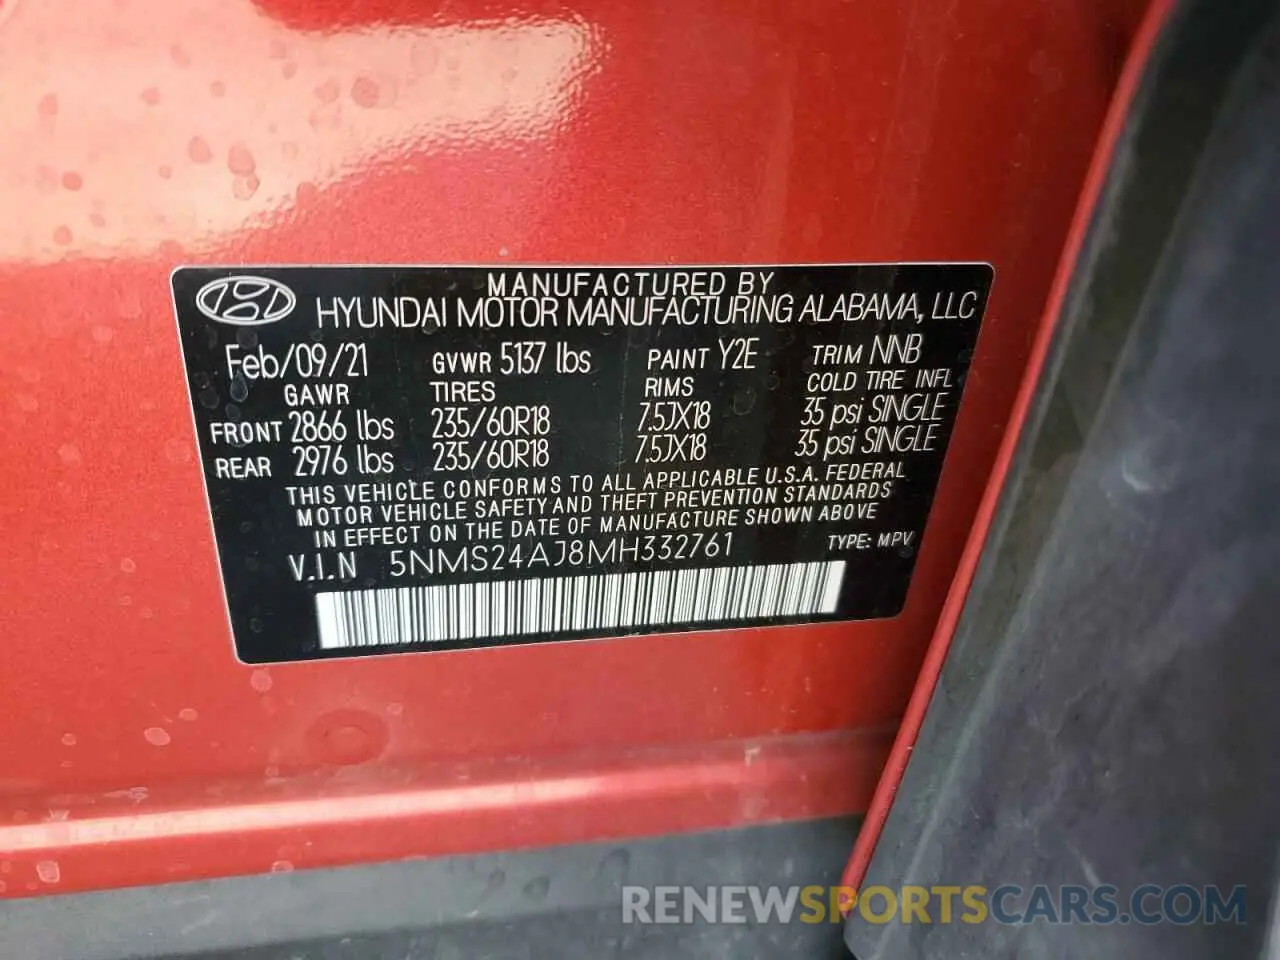 MANUFACTURED BY
HYUNDAI MOTOR MANUFACTURING ALABAMA, LLC
Feb/09/21 GVWR 5137 lbs PAINT Y2E TRIM NNB
GAWR TIRES RIMS COLD TIRE INFL
FRONT 2866 lbs 235/60R18 7.5JX18 35 psi SINGLE
REAR 2976 lbs 235/60R18 7.5JX18 35 psi SINGLE
THIS VEHICLE CONFORMS TO ALL APPLICABLE U.S.A. FEDERAL
MOTOR VEHICLE SAFETY AND THEFT PREVENTION STANDARDS
IN EFFECT ON THE DATE OF MANUFACTURE SHOWN ABOVE
V.I.N 5NMS24AJ8MH332761 TYPE: MPV
RENEWSPORTSCARS.COM